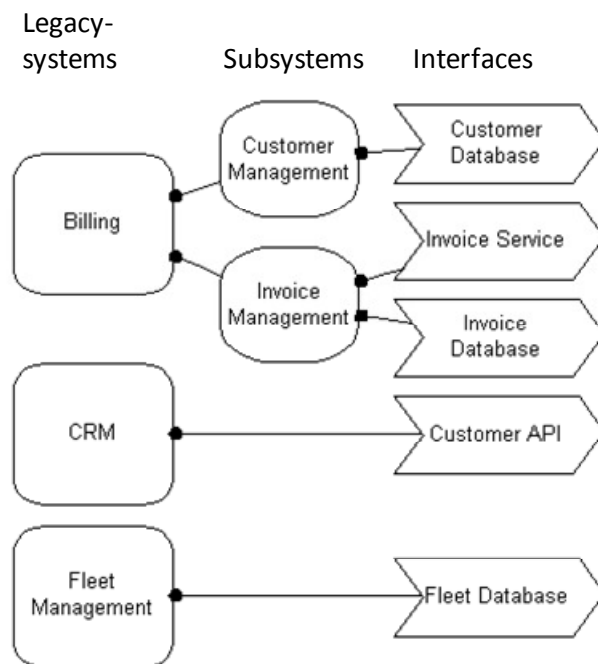 Legacy-
systems
Subsystems
Interfaces
Customer
Management
Customer
Database
Billing
Invoice Service
Invoice
Management
Invoice
Database
CRM
Customer API
Fleet
Management
Fleet Database